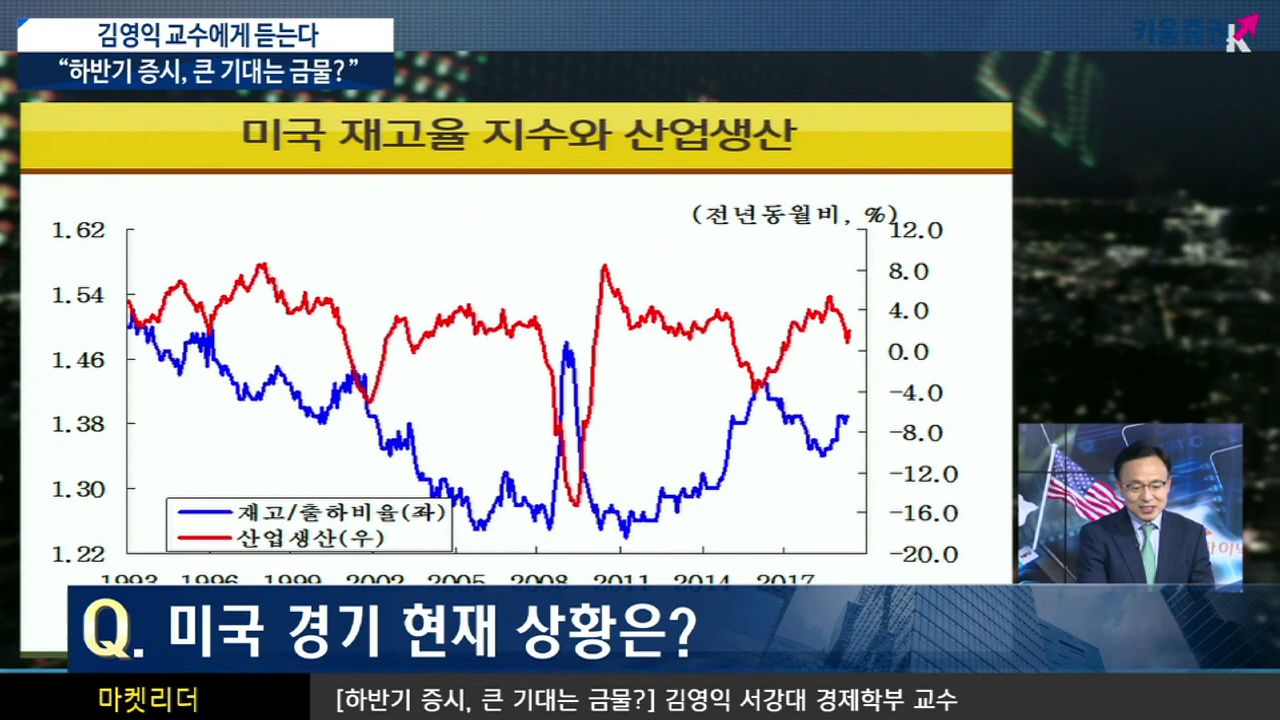 김영익 교수에게 듣는다
“하반기 증시, 큰 기대는 금물?”
키움증권
미국 재고율 지수와 산업생산
(전년동월비, %)
1.62
1.54
1.46
1.38
1.30
1.22
12.0
8.0
4.0
0.0
-4.0
-8.0
-12.0
-16.0
-20.0
재고/출하비율(좌)
산업생산(우)
1993 1996 1999 2002 2005 2008 2011 2014 2017
Q. 미국 경기 현재 상황은?
마켓리더
[하반기 증시, 큰 기대는 금물?] 김영익 서강대 경제학부 교수